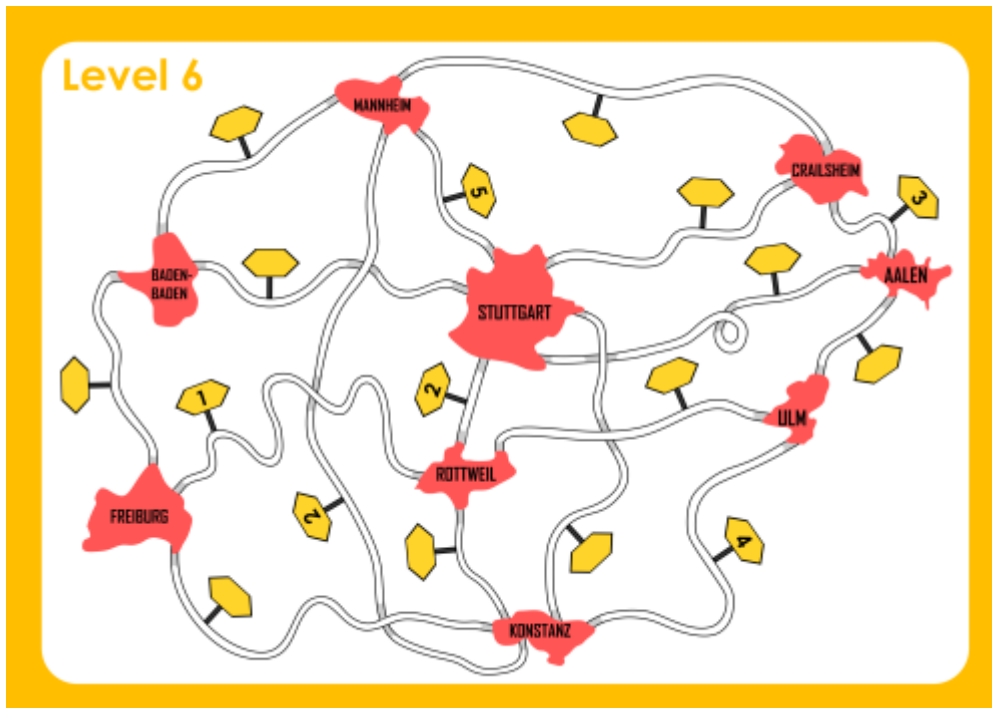 Level 6
MANNHEIM
CRAILSHEIM
5
3
BADEN-
BADEN
AALEN
STUTTGART
1
2
ULM
ROTTWEIL
FREIBURG
2
4
KONSTANZ